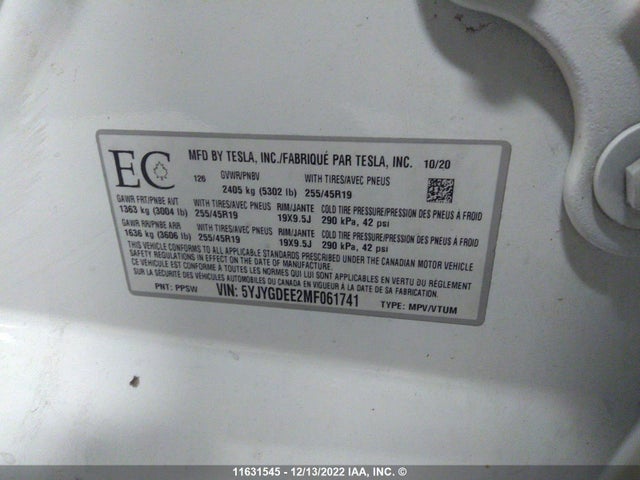 EC
MFD BY TESLA, INC./FABRIQUÉ PAR TESLA, INC. 10/20
126 GVWR/PNBV WITH TIRES/AVEC PNEUS
2405 kg (5302 lb) 255/45R19
GAWR FRT/PNBE AVT WITH TIRES/AVEC PNEUS RIM/JANTE COLD TIRE PRESSURE/PRESSION DES PNEUS À FROID
1363 kg (3004 lb) 255/45R19 19X9.5J 290 kPa, 42 psi
GAWR RR/PNBE ARR WITH TIRES/AVEC PNEUS RIM/JANTE COLD TIRE PRESSURE/PRESSION DES PNEUS À FROID
1636 kg (3606 lb) 255/45R19 19X9.5J 290 kPa, 42 psi
THIS VEHICLE CONFORMS TO ALL APPLICABLE STANDARDS PRESCRIBED UNDER THE CANADIAN MOTOR VEHICLE
SAFETY REGULATIONS IN EFFECT ON THE DATE OF MANUFACTURE / CE VÉHICULE EST CONFORME À TOUTES LES NORMES QUI LUI SONT APPLICABLES EN VERTU DU RÈGLEMENT
SUR LA SÉCURITÉ DES VÉHICULES AUTOMOBILES DU CANADA EN VIGUEUR À LA DATE DE SA FABRICATION
PNT: PPSW VIN: 5YJYGDEE2MF061741 TYPE: MPV/VTUM
11631545 - 12/13/2022 IAA, INC. ©